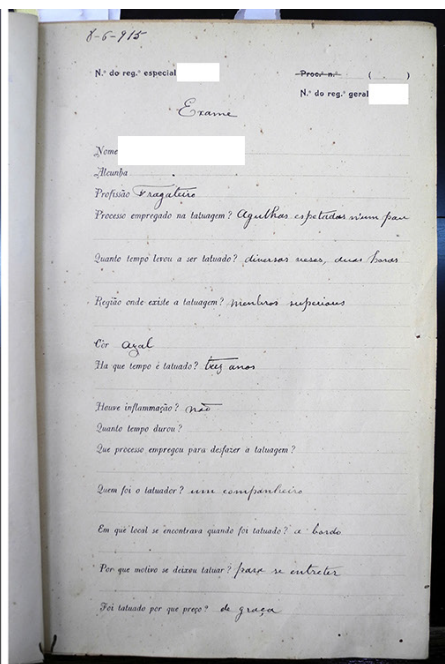 8-6-915
N.º do reg.º especial
Proc.º n.º ( )
N.º do reg.º geral
Exame
Nome
Alcunha
Profissão Fragateiro
Processo empregado na tatuagem? Agulhas espetadas n'um pau
Quanto tempo levou a ser tatuado? diversas vezes, duas horas
Região onde existe a tatuagem? membros superiores
Côr azul
Ha que tempo é tatuado? trez anos
Houve inflammação? não
Quanto tempo durou?
Que processo empregou para desfazer a tatuagem?
Quem foi o tatuador? um companheiro
Em que local se encontrava quando foi tatuado? a bordo
Por que motivo se deixou tatuar? para se entreter
Foi tatuado por que preço? de graça